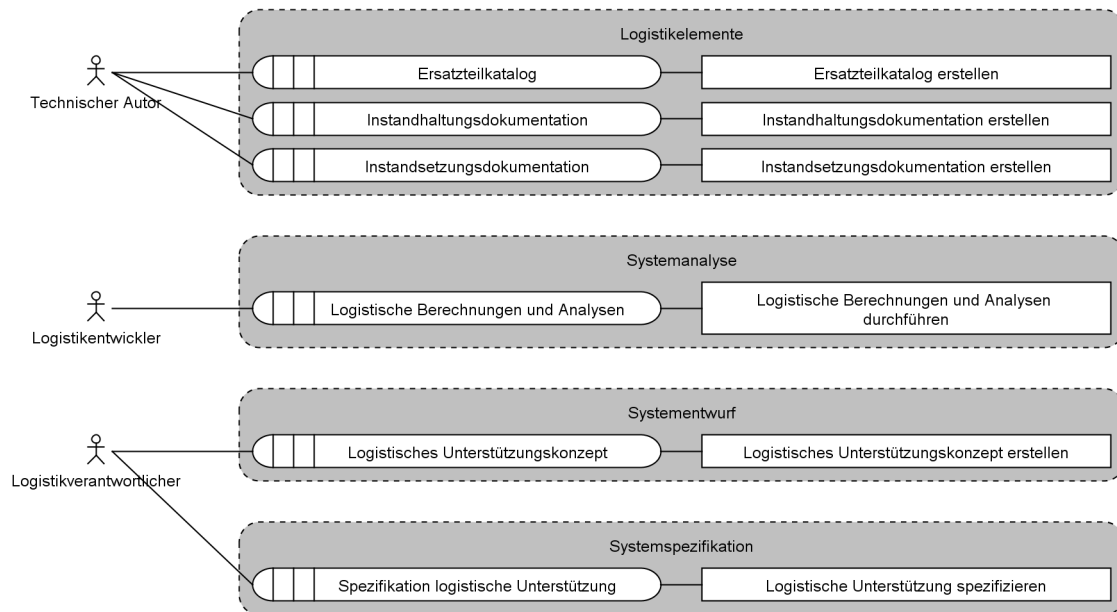 Logistikelemente
Technischer Autor
Ersatzteilkatalog
Ersatzteilkatalog erstellen
Instandhaltungsdokumentation
Instandhaltungsdokumentation erstellen
Instandsetzungsdokumentation
Instandsetzungsdokumentation erstellen
Systemanalyse
Logistikentwickler
Logistische Berechnungen und Analysen
Logistische Berechnungen und Analysen
durchführen
Systementwurf
Logistikverantwortlicher
Logistisches Unterstützungskonzept
Logistisches Unterstützungskonzept erstellen
Systemspezifikation
Spezifikation logistische Unterstützung
Logistische Unterstützung spezifizieren